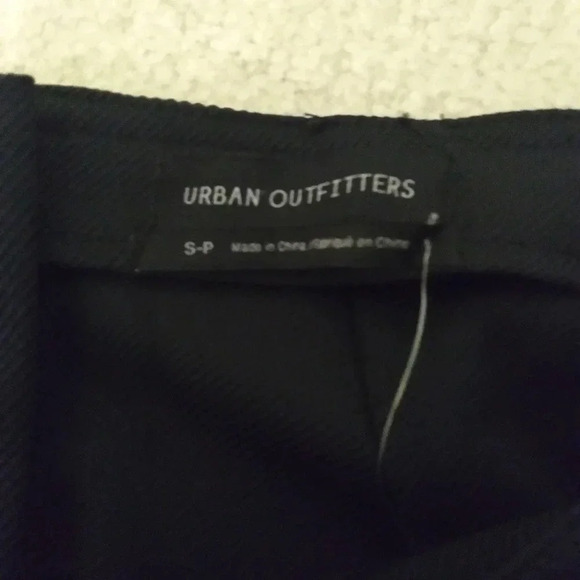 URBAN OUTFITTERS
S-P Made in China/Fabriqué en Chine